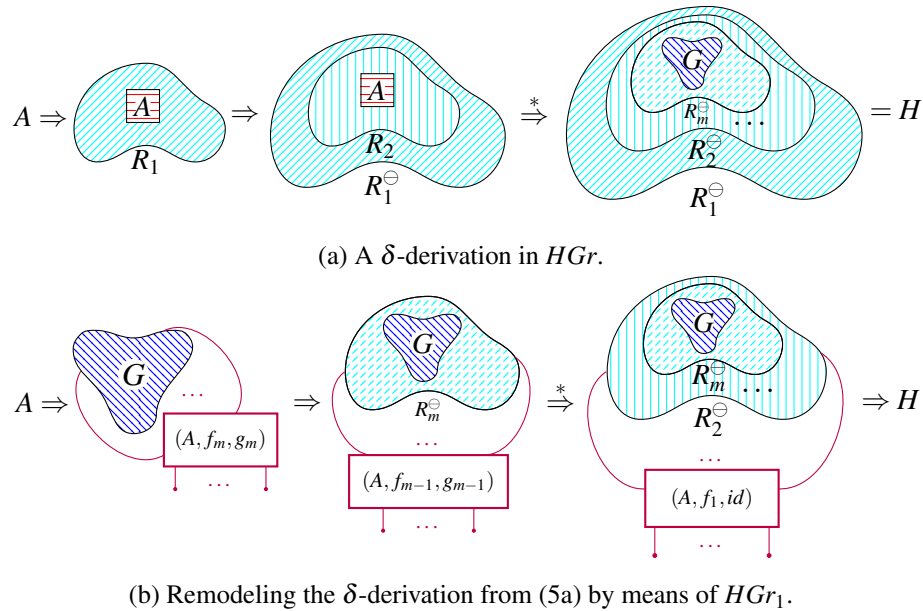 A ⇒ A R₁ ⇒ A R₂ R₁^⊖ ⇒* G R_m^⊖ ... R₂^⊖ R₁^⊖ = H
(a) A δ-derivation in HGr.
A ⇒ G ... (A, f_m, g_m) ... ⇒ G R_m^⊖ ... (A, f_{m−1}, g_{m−1}) ... ⇒* G R_m^⊖ ... R₂^⊖ ... (A, f₁, id) ... ⇒ H
(b) Remodeling the δ-derivation from (5a) by means of HGr₁.